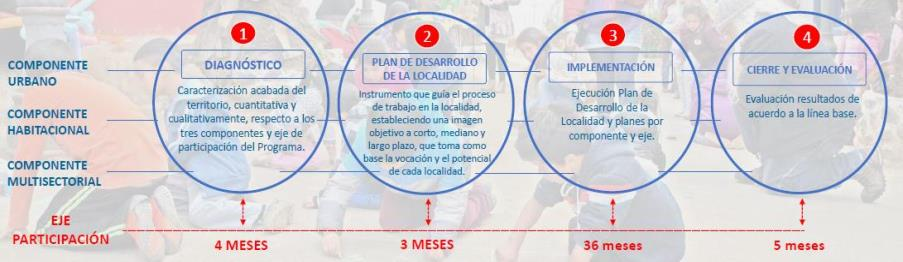 COMPONENTE
URBANO
COMPONENTE
HABITACIONAL
COMPONENTE
MULTISECTORIAL
EJE
PARTICIPACIÓN
1
DIAGNÓSTICO
Caracterización acabada del
territorio, cuantitativa y
cualitativamente, respecto a los
tres componentes y eje de
participación del Programa.
4 MESES
2
PLAN DE DESARROLLO
DE LA LOCALIDAD
Instrumento que guía el proceso
de trabajo en la localidad,
estableciendo una imagen
objetivo a corto, mediano y
largo plazo, que toma como
base la vocación y el potencial
de cada localidad.
3 MESES
3
IMPLEMENTACIÓN
Ejecución Plan de
Desarrollo de la
Localidad y planes por
componente y eje.
36 meses
4
CIERRE Y EVALUACIÓN
Evaluación resultados de
acuerdo a la línea base.
5 meses